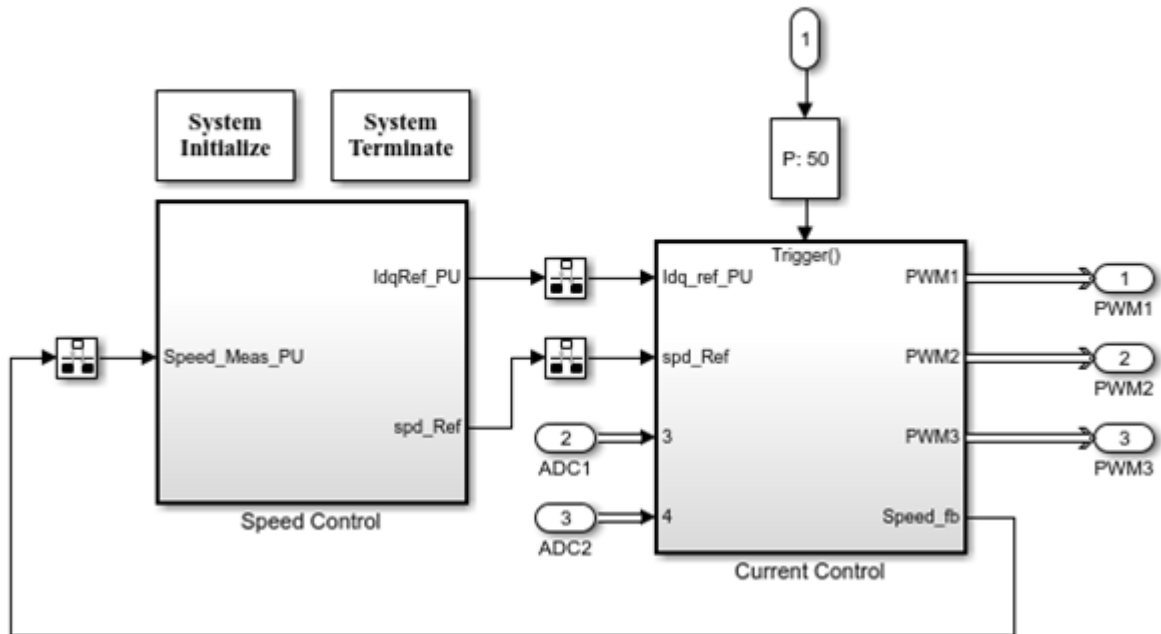 1
System
Initialize
System
Terminate
P: 50
Trigger()
IdqRef_PU
Idq_ref_PU
PWM1
1
PWM1
Speed_Meas_PU
spd_Ref
PWM2
2
PWM2
spd_Ref
2
ADC1
3
PWM3
3
PWM3
3
ADC2
4
Speed_fb
Speed Control
Current Control